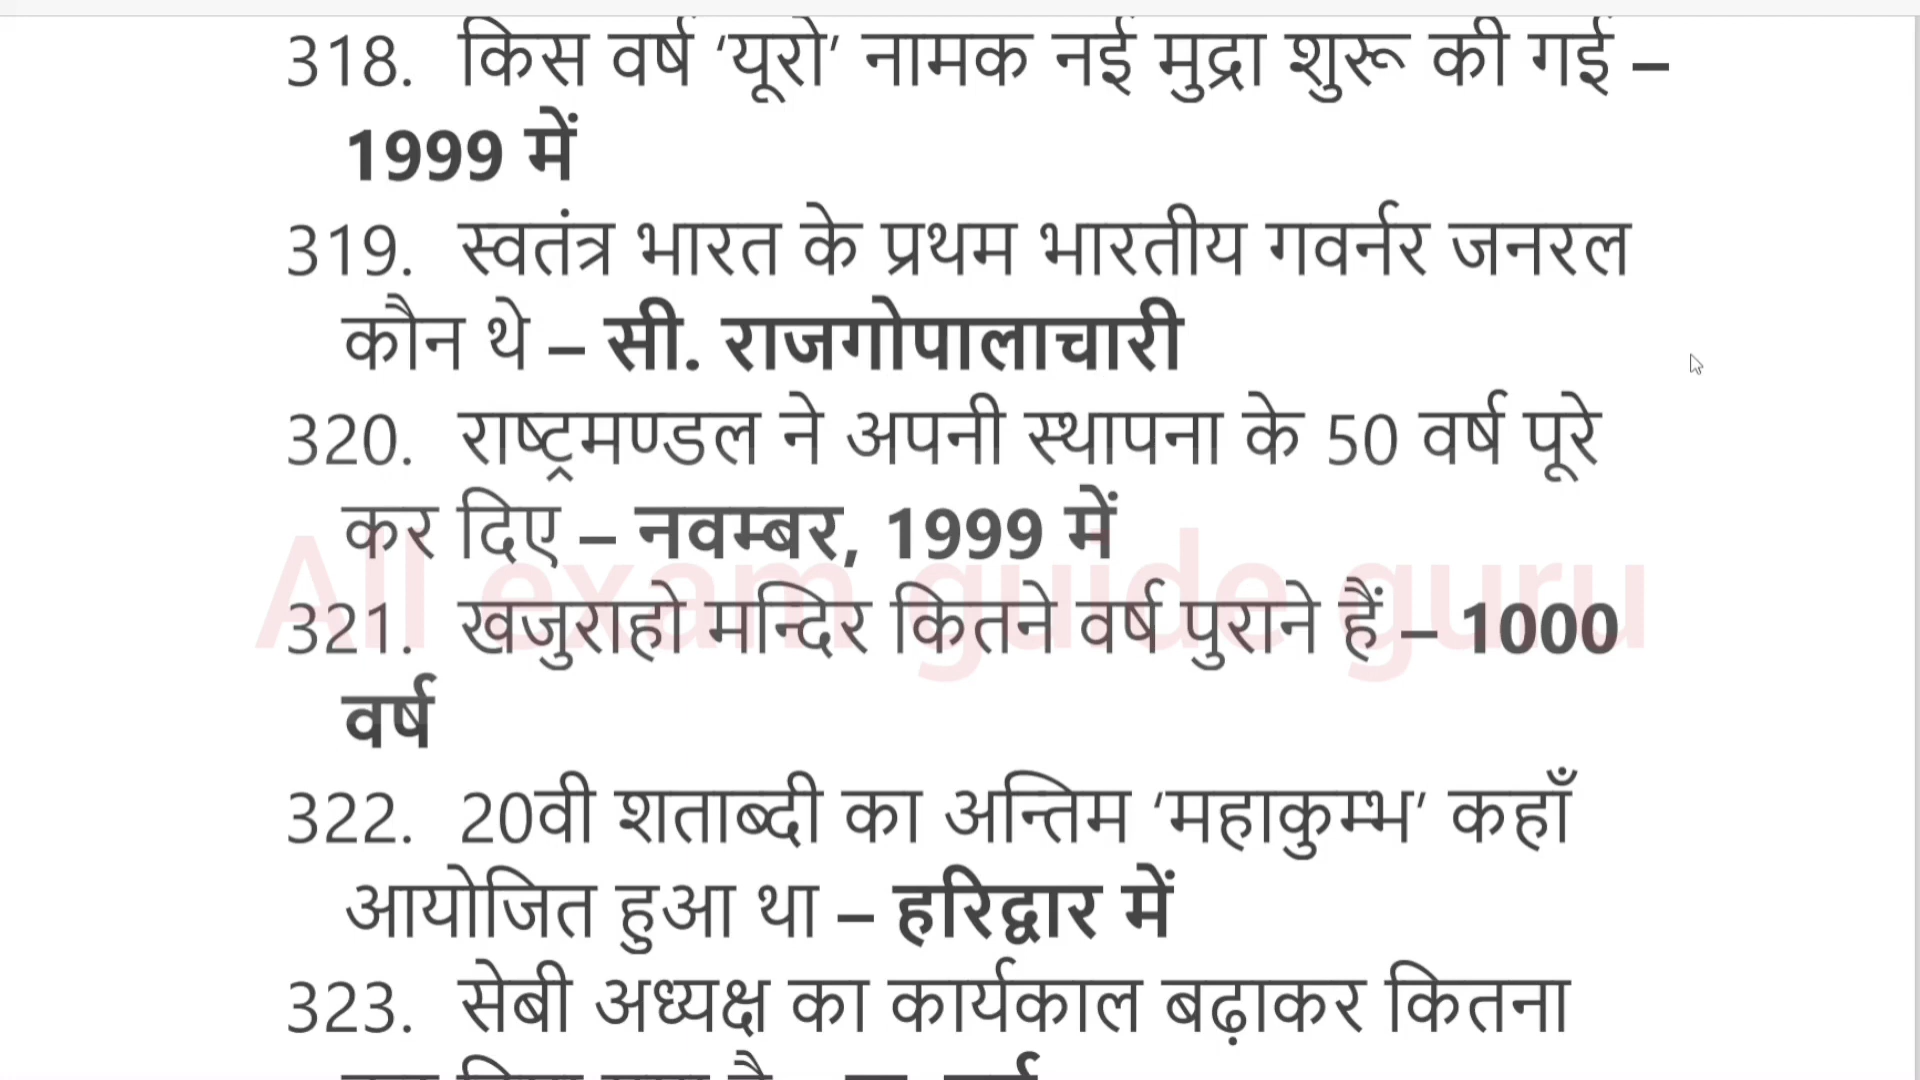 318. किस वर्ष ‘यूरो’ नामक नई मुद्रा शुरू की गई –
1999 में
319. स्वतंत्र भारत के प्रथम भारतीय गवर्नर जनरल
कौन थे – सी. राजगोपालाचारी
320. राष्ट्रमण्डल ने अपनी स्थापना के 50 वर्ष पूरे
कर दिए – नवम्बर, 1999 में
All exam guide guru
321. खजुराहो मन्दिर कितने वर्ष पुराने हैं – 1000
वर्ष
322. 20वी शताब्दी का अन्तिम ‘महाकुम्भ’ कहाँ
आयोजित हुआ था – हरिद्वार में
323. सेबी अध्यक्ष का कार्यकाल बढ़ाकर कितना